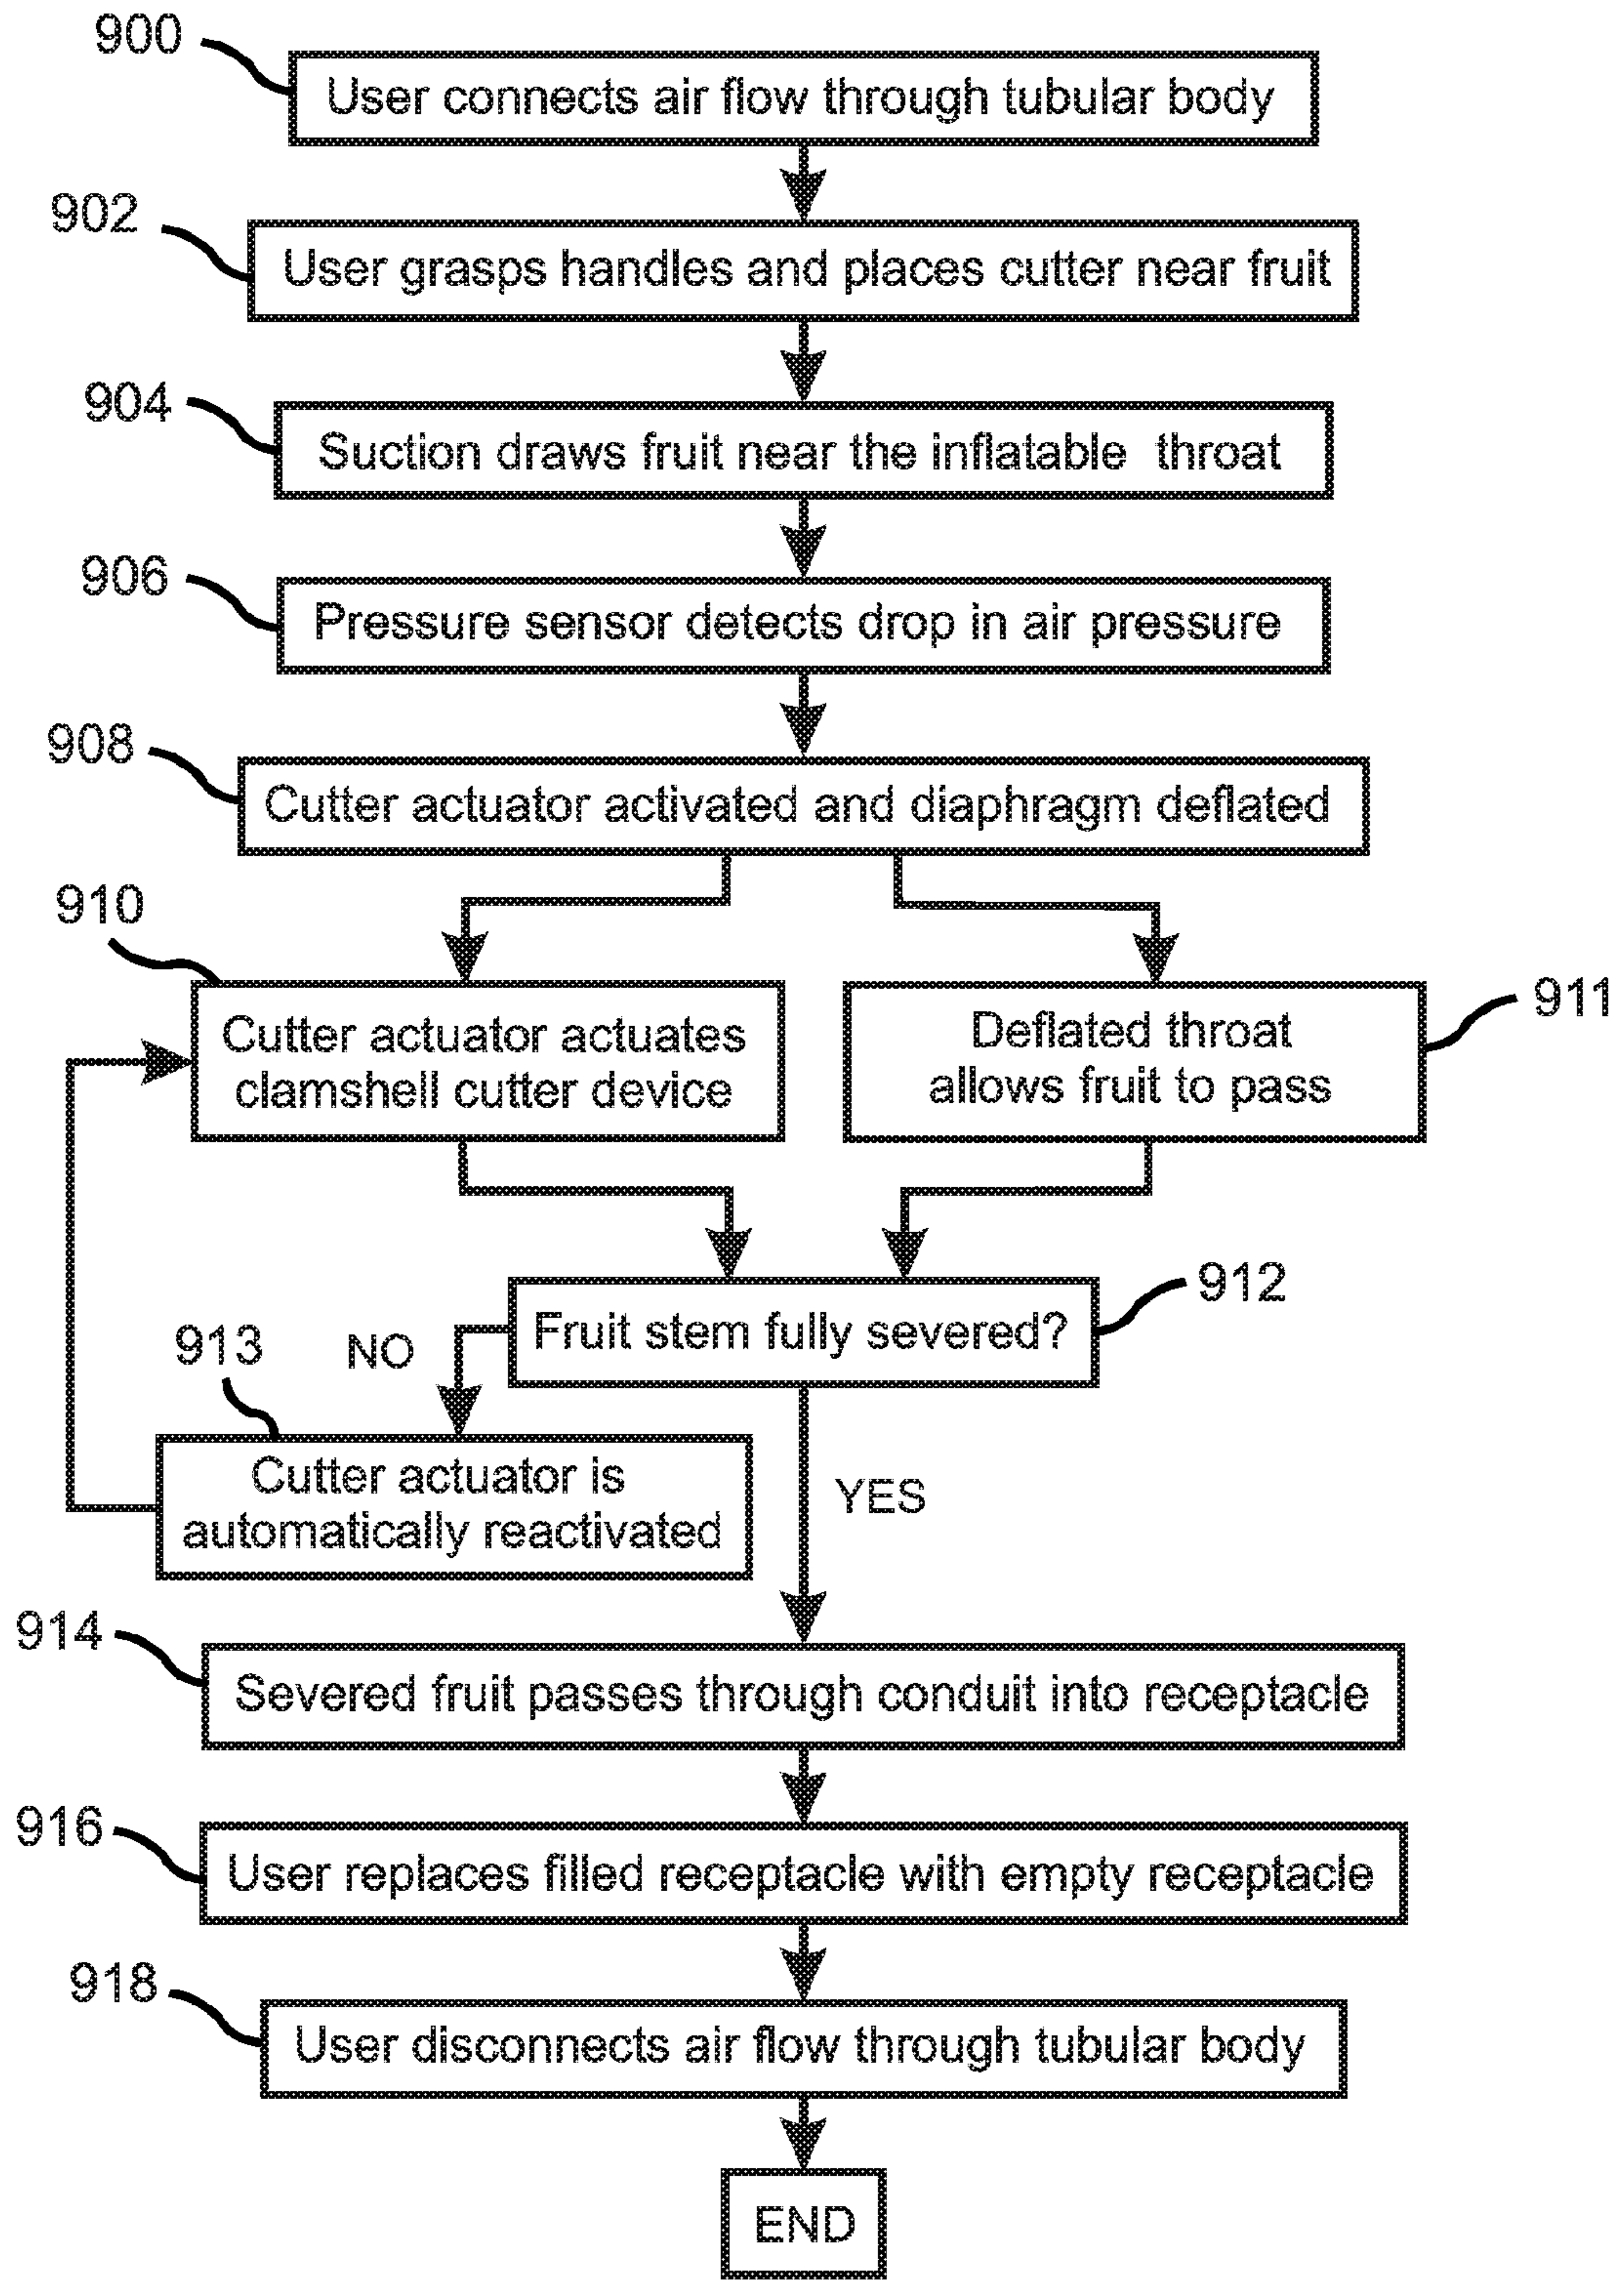 900
User connects air flow through tubular body
902
User grasps handles and places cutter near fruit
904
Suction draws fruit near the inflatable throat
906
Pressure sensor detects drop in air pressure
908
Cutter actuator activated and diaphragm deflated
910
Cutter actuator actuates
clamshell cutter device
911
Deflated throat
allows fruit to pass
912
Fruit stem fully severed?
NO
913
Cutter actuator is
automatically reactivated
YES
914
Severed fruit passes through conduit into receptacle
916
User replaces filled receptacle with empty receptacle
918
User disconnects air flow through tubular body
END